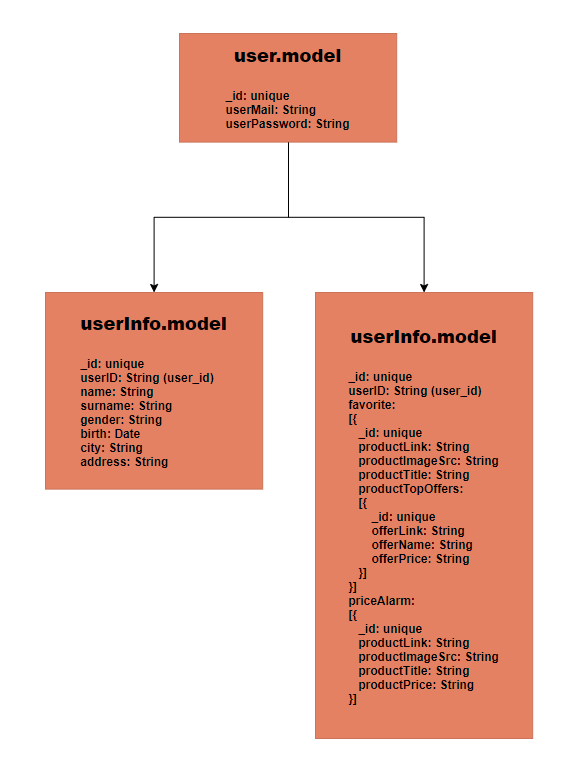 user.model
_id: unique
userMail: String
userPassword: String
userInfo.model
_id: unique
userID: String (user_id)
name: String
surname: String
gender: String
birth: Date
city: String
address: String
userInfo.model
_id: unique
userID: String (user_id)
favorite:
[{
_id: unique
productLink: String
productImageSrc: String
productTitle: String
productTopOffers:
[{
_id: unique
offerLink: String
offerName: String
offerPrice: String
}]
}]
priceAlarm:
[{
_id: unique
productLink: String
productImageSrc: String
productTitle: String
productPrice: String
}]